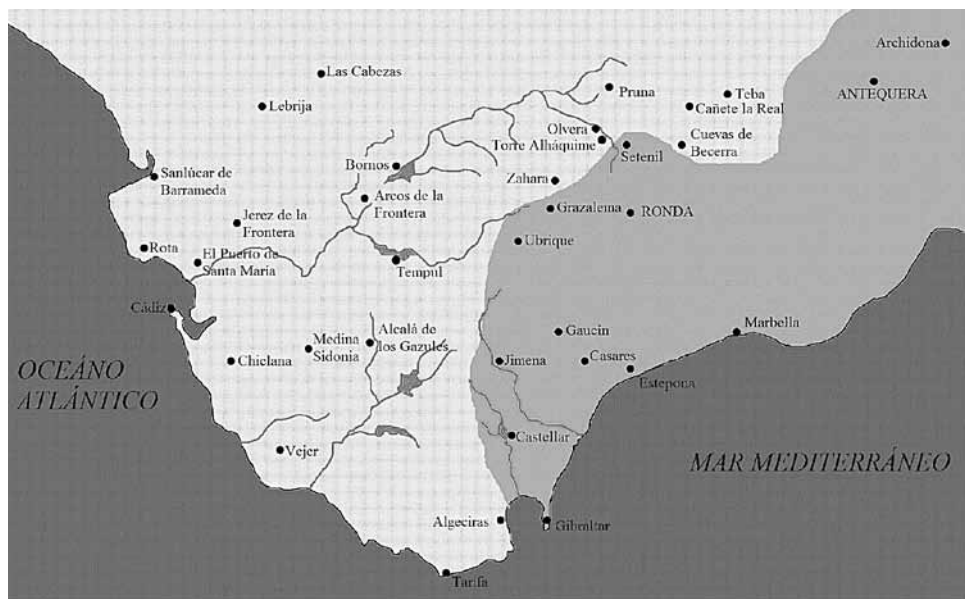 Archidona
Las Cabezas
ANTEQUERA
Pruna
Teba
Lebrija
Cañete la Real
Olvera
Torre Alháquime
Setenil
Cuevas de
Becerra
Bornos
Zahara
Sanlúcar de
Barrameda
Arcos de la
Frontera
Grazalema
RONDA
Jerez de la
Frontera
Ubrique
Rota
El Puerto de
Santa María
Tempul
Cádiz
Medina
Sidonia
Alcalá de
los Gazules
Gaucín
Marbella
Chiclana
Jimena
Casares
Estepona
OCEÁNO
ATLÁNTICO
Castellar
Vejer
MAR MEDITERRÁNEO
Algeciras
Gibraltar
Tarifa